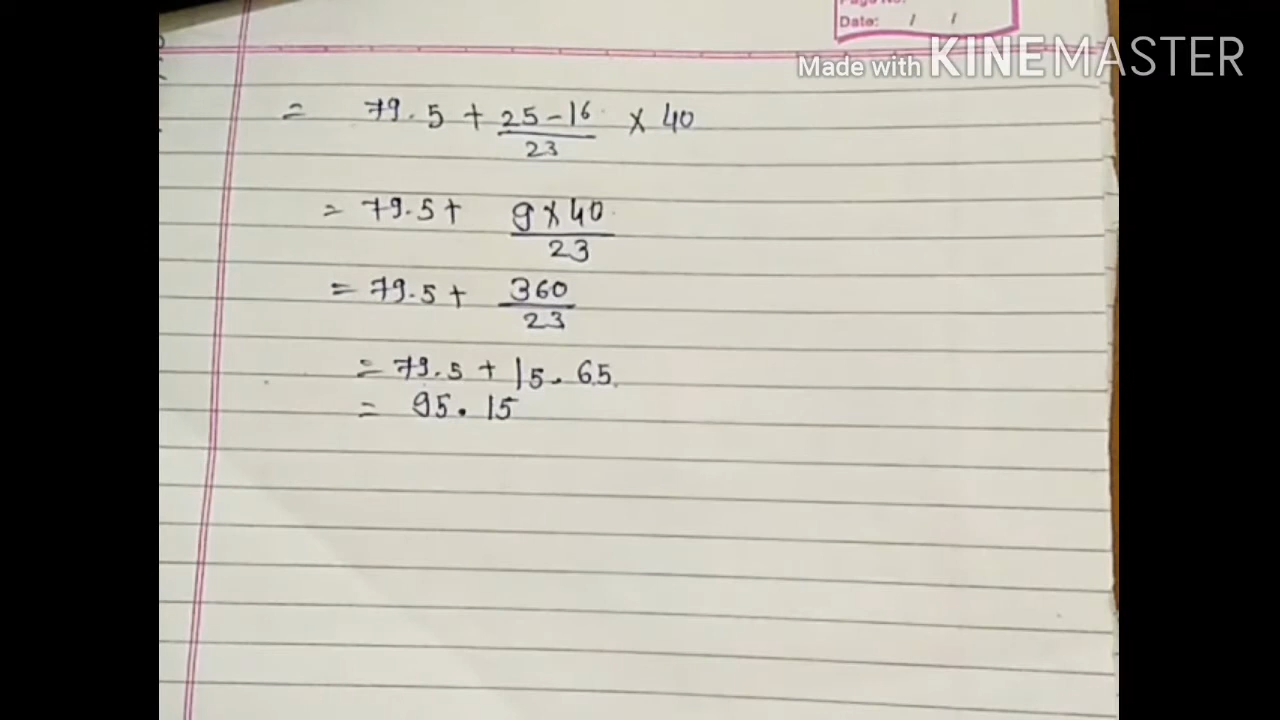 Date: / /
Made with KINEMASTER
= 79.5 + 25-16/23 × 40
= 79.5 + 9×40/23
= 79.5 + 360/23
= 79.5 + 15.65
= 95.15